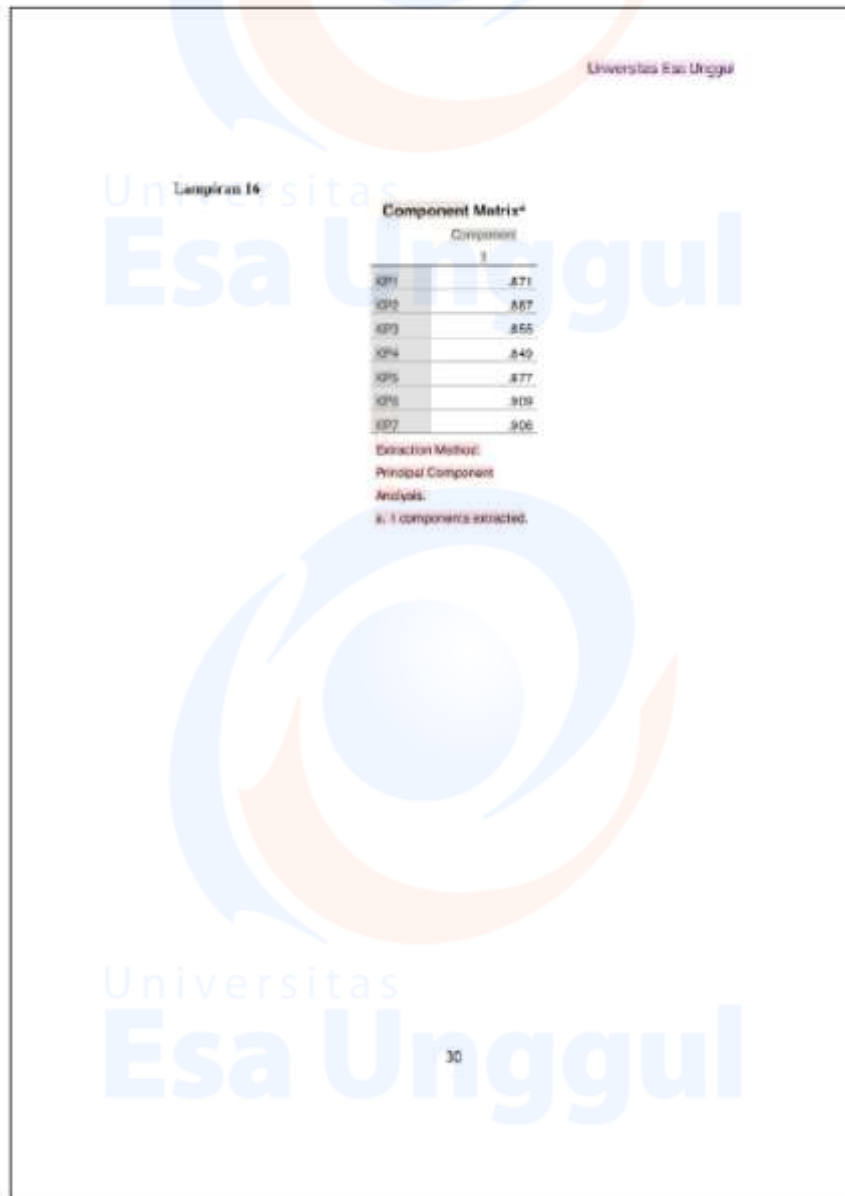 Universitas Esa Unggul
Lampiran 16
Component Matrixᵃ
Component
1
KP1 .871
KP2 .887
KP3 .855
KP4 .849
KP5 .877
KP6 .909
KP7 .906
Extraction Method:
Principal Component
Analysis.
a. 1 components extracted.
Universitas
Esa Unggul
Universitas
Esa Unggul
30